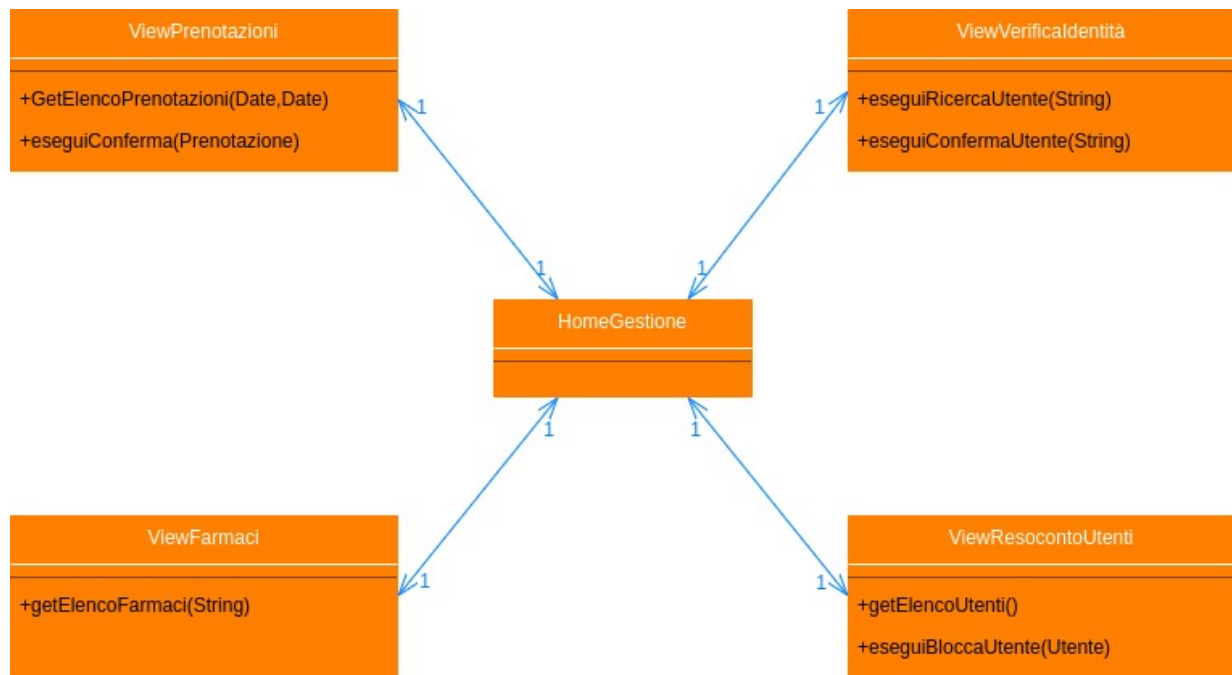 ViewPrenotazioni
+GetElencoPrenotazioni(Date,Date)
+eseguiConferma(Prenotazione)
ViewVerificaIdentità
+eseguiRicercaUtente(String)
+eseguiConfermaUtente(String)
1
1
1
1
HomeGestione
1
1
1
1
ViewFarmaci
+getElencoFarmaci(String)
ViewResocontoUtenti
+getElencoUtenti()
+eseguiBloccaUtente(Utente)